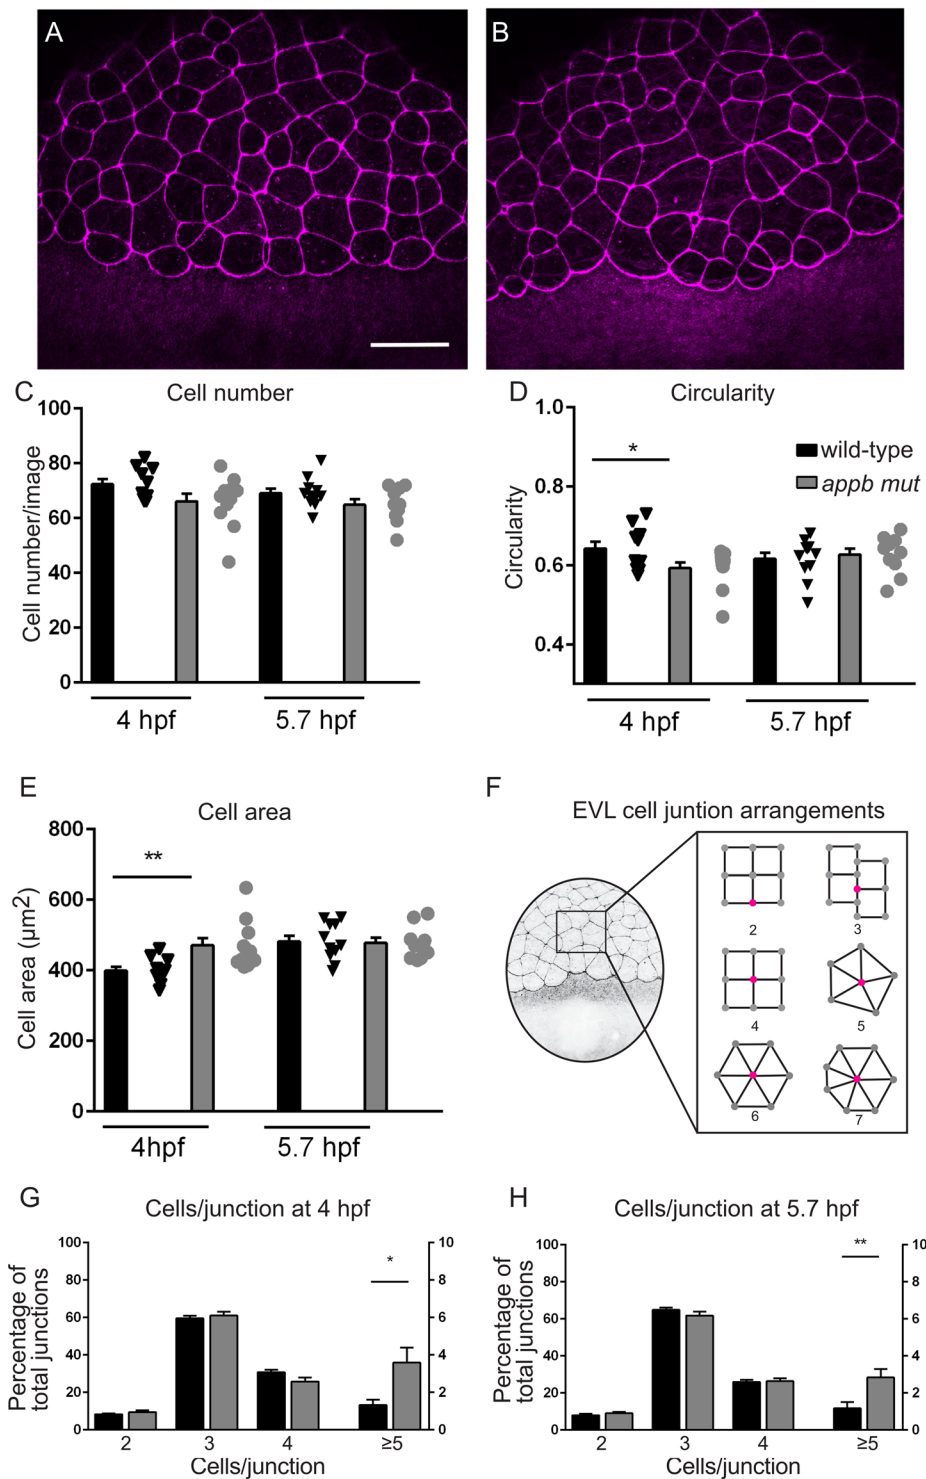 A
B
C
Cell number
Cell number/image
100
80
60
40
20
0
4 hpf
5.7 hpf
D
Circularity
Circularity
1.0
0.8
0.6
0.4
*
wild-type
appb mut
4 hpf
5.7 hpf
E
Cell area
Cell area (µm2)
800
600
400
200
0
**
4hpf
5.7 hpf
F
EVL cell juntion arrangements
2
3
4
5
6
7
G
Cells/junction at 4 hpf
Percentage of
total junctions
100
80
60
40
20
0
10
8
6
4
2
0
*
2
3
4
≥5
Cells/junction
H
Cells/junction at 5.7 hpf
Percentage of
total junctions
100
80
60
40
20
0
10
8
6
4
2
0
**
2
3
4
≥5
Cells/junction